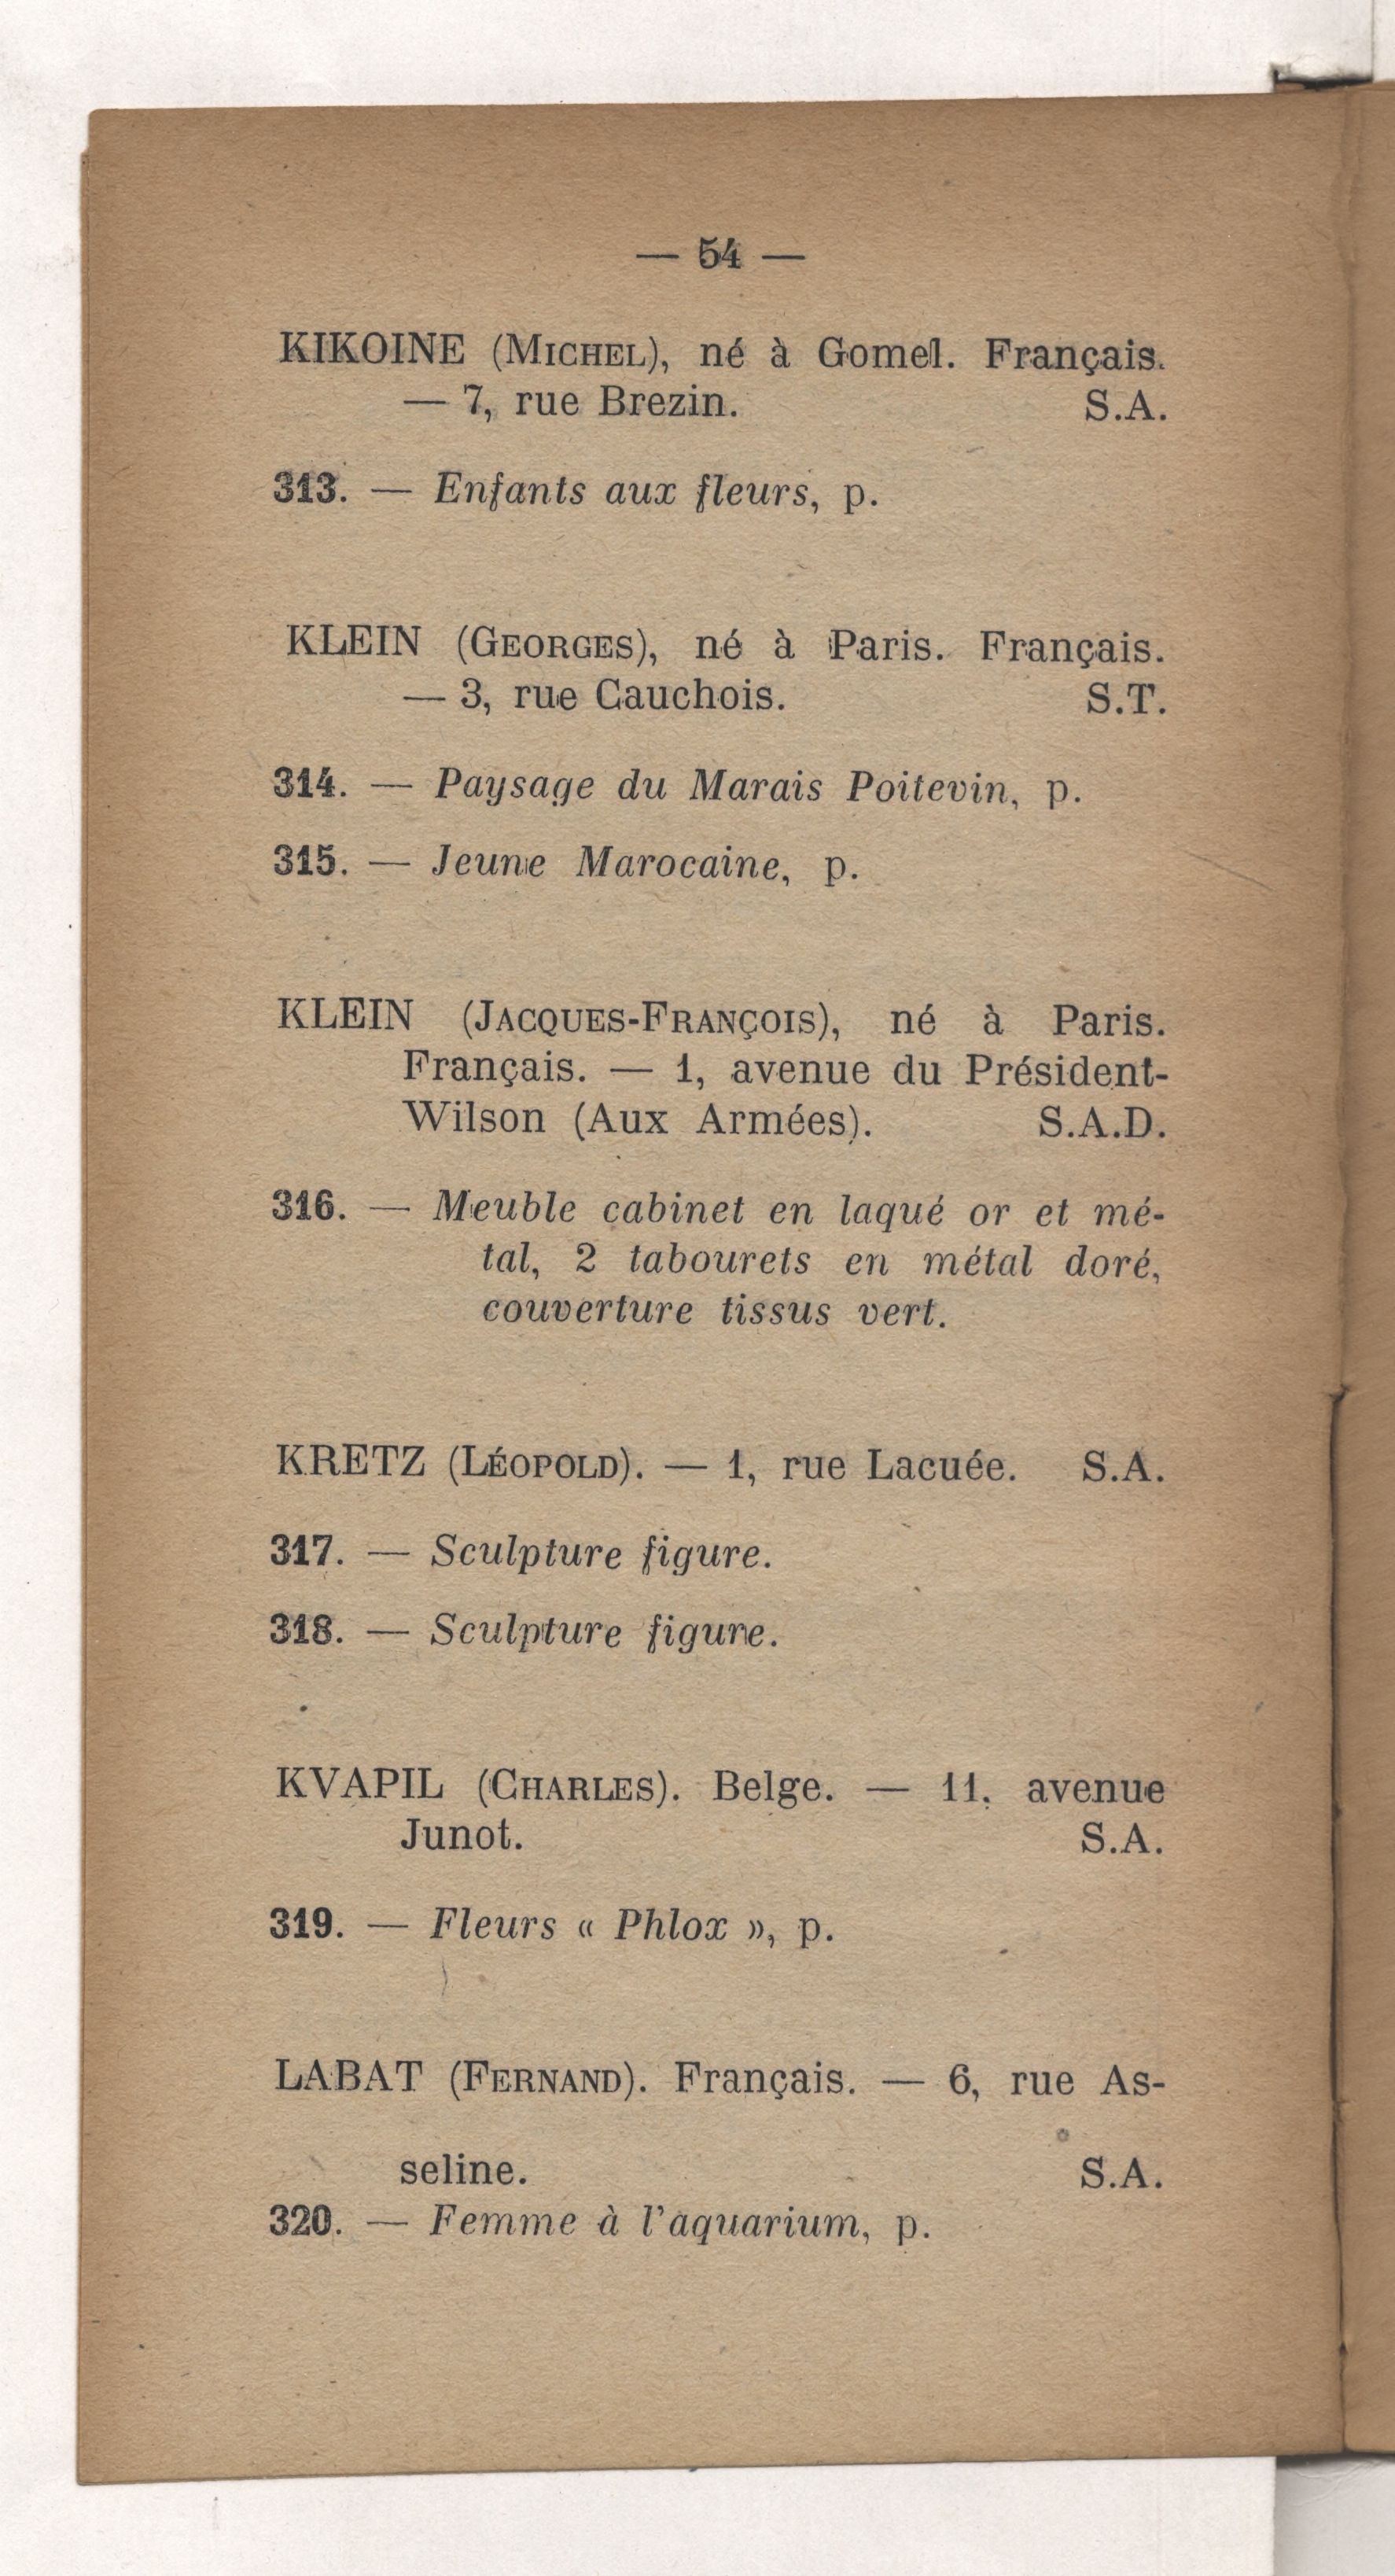 — 54 —
KIKOINE (MICHEL), né à Gomel. Français.
— 7, rue Brezin. S.A.
313. — Enfants aux fleurs, p.
KLEIN (GEORGES), né à Paris. Français.
— 3, rue Cauchois. S.T.
314. — Paysage du Marais Poitevin, p.
315. — Jeune Marocaine, p.
KLEIN (JACQUES-FRANÇOIS), né à Paris.
Français. — 1, avenue du Président-
Wilson (Aux Armées). S.A.D.
316. — Meuble cabinet en laqué or et mé-
tal, 2 tabourets en métal doré,
couverture tissus vert.
KRETZ (LÉOPOLD). — 1, rue Lacuée. S.A.
317. — Sculpture figure.
318. — Sculpture figure.
KVAPIL (CHARLES). Belge. — 11, avenue
Junot. S.A.
319. — Fleurs « Phlox », p.
LABAT (FERNAND). Français. — 6, rue As-
seline. S.A.
320. — Femme à l'aquarium, p.